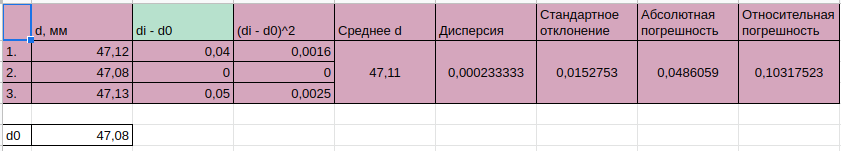 d, мм di - d0 (di - d0)^2 Среднее d Дисперсия Стандартное отклонение Абсолютная погрешность Относительная погрешность
1. 47,12 0,04 0,0016
2. 47,08 0 0 47,11 0,000233333 0,0152753 0,0486059 0,10317523
3. 47,13 0,05 0,0025
d0 47,08